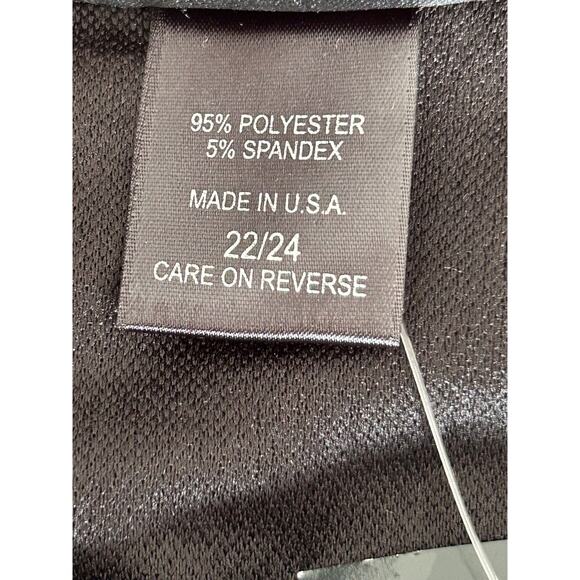 95% POLYESTER
5% SPANDEX
MADE IN U.S.A.
22/24
CARE ON REVERSE